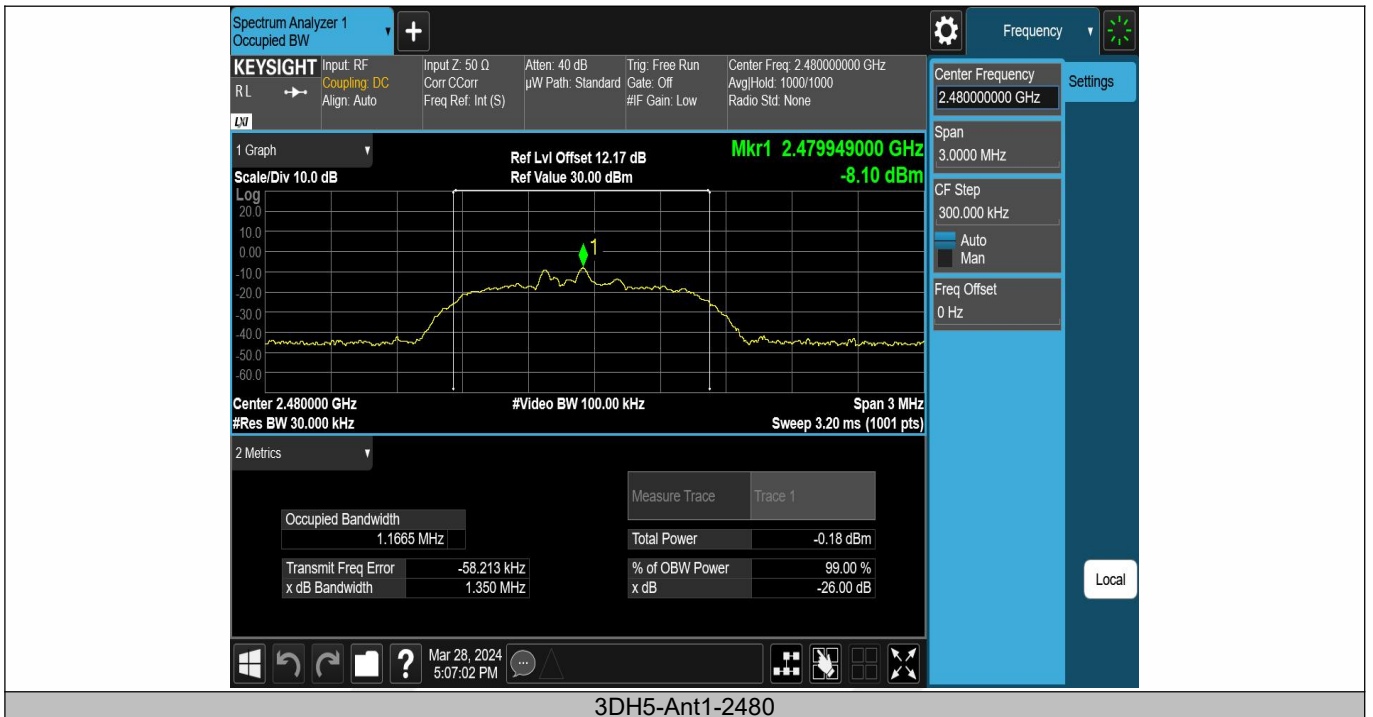 Spectrum Analyzer 1
Occupied BW
+
Frequency
KEYSIGHT
RL
LXI
Input: RF
Coupling: DC
Align: Auto
Input Z: 50 Ω
Corr CCorr
Freq Ref: Int (S)
Atten: 40 dB
µW Path: Standard
Trig: Free Run
Gate: Off
#IF Gain: Low
Center Freq: 2.480000000 GHz
Avg|Hold: 1000/1000
Radio Std: None
Center Frequency
2.480000000 GHz
Settings
Span
3.0000 MHz
CF Step
300.000 kHz
Auto
Man
Freq Offset
0 Hz
Local
1 Graph
Scale/Div 10.0 dB
Ref Lvl Offset 12.17 dB
Ref Value 30.00 dBm
Mkr1 2.479949000 GHz
-8.10 dBm
Log
20.0
10.0
0.00
-10.0
-20.0
-30.0
-40.0
-50.0
-60.0
1
Center 2.480000 GHz
#Res BW 30.000 kHz
#Video BW 100.00 kHz
Span 3 MHz
Sweep 3.20 ms (1001 pts)
2 Metrics
Measure Trace Trace 1
Occupied Bandwidth
1.1665 MHz
Total Power -0.18 dBm
Transmit Freq Error -58.213 kHz
% of OBW Power 99.00 %
x dB Bandwidth 1.350 MHz
x dB -26.00 dB
?
Mar 28, 2024
5:07:02 PM
3DH5-Ant1-2480